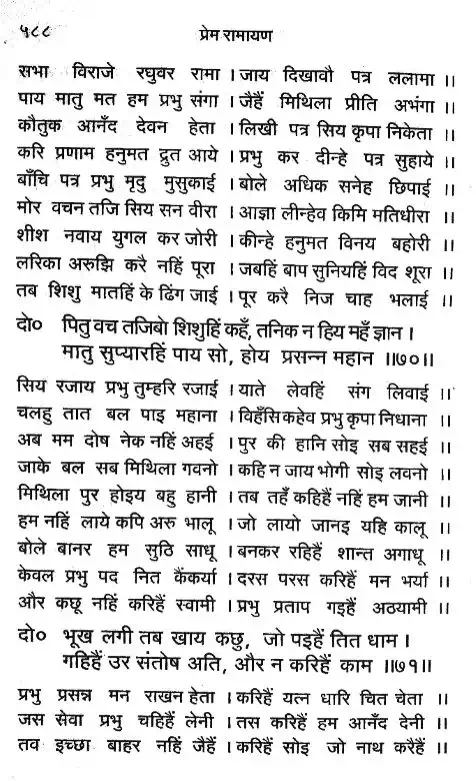 ५८८
प्रेम रामायण
सभा विराजे रघुवर रामा । जाय दिखावौ पत्र ललामा ॥
पाय मातु मत हम प्रभु संगा । जैहैं मिथिला प्रीति अभंगा ॥
कौतुक आनँद देवन हेता । लिखी पत्र सिय कृपा निकेता ॥
करि प्रणाम हनुमत द्रुत आये । प्रभु कर दीन्हे पत्र सुहाये ॥
बाँचि पत्र प्रभु मृदु मुसुकाई । बोले अधिक सनेह छिपाई ॥
मोर वचन तजि सिय सन वीरा । आज्ञा लीन्हेव किमि मतिधीरा ॥
शीश नवाय युगल कर जोरी । कीन्हे हनुमत विनय बहोरी ॥
लरिका अरुझि करै नहिं पूरा । जबहिं बाप सुनियहिं विद शूरा ॥
तब शिशु मातहिं के ढिंग जाई । पूर करै निज चाह भलाई ॥
दो० पितु वच तजिबो शिशुहिं कहँ, तनिक न हिय महँ ज्ञान ।
मातु सुप्यारहिं पाय सो, होय प्रसन्न महान ॥७०॥
सिय रजाय प्रभु तुम्हरि रजाई । याते लेवहिं संग लिवाई ॥
चलहु तात बल पाइ महाना । विहँसि कहेव प्रभु कृपा निधाना ॥
अब मम दोष नेक नहिं अहई । पुर की हानि सोइ सब सहई ॥
जाके बल सब मिथिला गवनो । कहि न जाय भोगी सोइ लवनो ॥
मिथिला पुर होइय बहु हानी । तब तहँ कहिहैं नहिं हम जानी ॥
हम नहिं लाये कपि अरु भालू । जो लायो जानइ यहि कालू ॥
बोले बानर हम सुठि साधू । बनकर रहिहैं शान्त अगाधू ॥
केवल प्रभु पद नित कैंकर्या । दरस परस करिहैं मन भर्या ॥
और कछू नहिं करिहैं स्वामी । प्रभु प्रताप गइहैं अठयामी ॥
दो० भूख लगी तब खाय कछु, जो पइहैं तित धाम ।
गहिहैं उर संतोष अति, और न करिहैं काम ॥७१॥
प्रभु प्रसन्न मन राखन हेता । करिहैं यत्न धारि चित चेता ॥
जस सेवा प्रभु चहिहैं लेनी । तस करिहैं हम आनँद देनी ॥
तव इच्छा बाहर नहिं जैहैं । करिहैं सोइ जो नाथ करैहैं ॥